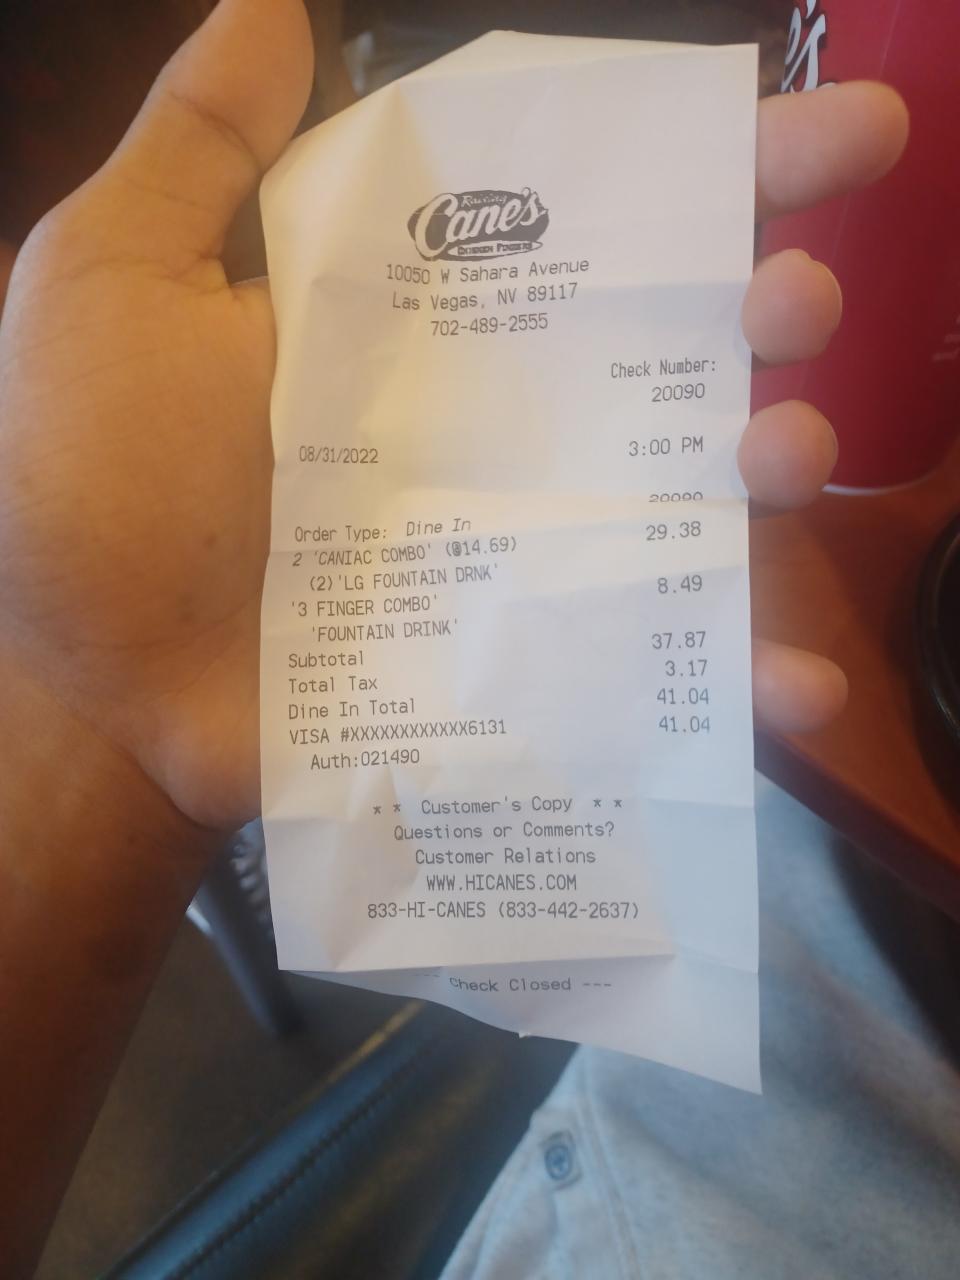 e's
Raising
Cane's
CHICKEN FINGERS
10050 W Sahara Avenue
Las Vegas, NV 89117
702-489-2555
Check Number:
20090
08/31/2022 3:00 PM
20090
Order Type: Dine In
2 'CANIAC COMBO' (@14.69) 29.38
(2)'LG FOUNTAIN DRNK'
'3 FINGER COMBO' 8.49
'FOUNTAIN DRINK'
Subtotal 37.87
Total Tax 3.17
Dine In Total 41.04
VISA #XXXXXXXXXXXX6131 41.04
Auth:021490
* * Customer's Copy * *
Questions or Comments?
Customer Relations
WWW.HICANES.COM
833-HI-CANES (833-442-2637)
--- Check Closed ---